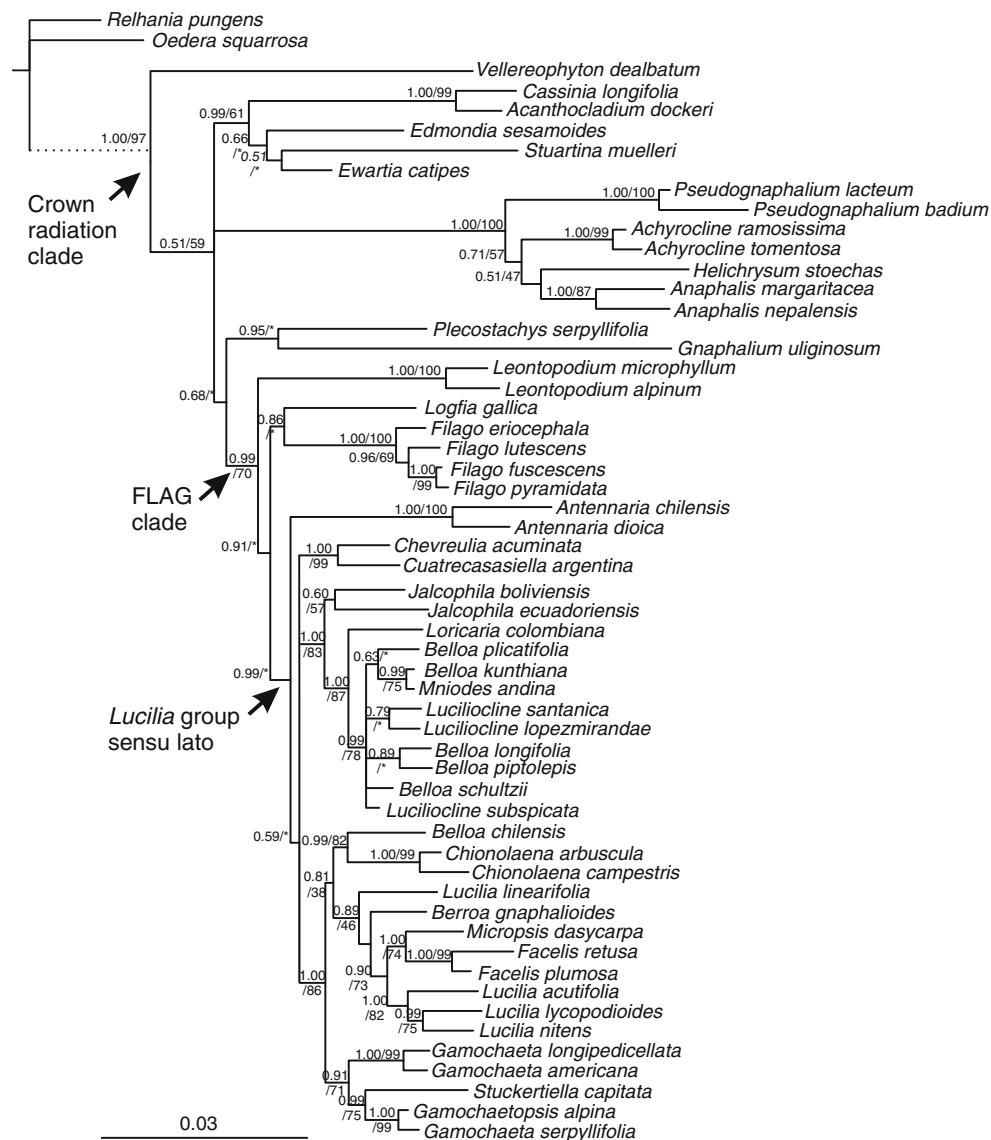 Relhania pungens
Oedera squarrosa
Vellereophyton dealbatum
1.00/99
Cassinia longifolia
Acanthocladium dockeri
0.99/61
0.66
/*
Edmondia sesamoides
0.51
/*
Stuartina muelleri
Ewartia catipes
1.00/97
Crown
radiation
clade
0.51/59
1.00/100
Pseudognaphalium lacteum
Pseudognaphalium badium
1.00/100
1.00/99
Achyrocline ramosissima
Achyrocline tomentosa
0.71/57
0.51/47
Helichrysum stoechas
1.00/87
Anaphalis margaritacea
Anaphalis nepalensis
0.95/*
Plecostachys serpyllifolia
Gnaphalium uliginosum
0.68/*
1.00/100
Leontopodium microphyllum
Leontopodium alpinum
0.86
/*
Logfia gallica
1.00/100
Filago eriocephala
0.96/69
Filago lutescens
1.00
/99
Filago fuscescens
Filago pyramidata
0.99
/70
FLAG
clade
1.00/100
Antennaria chilensis
Antennaria dioica
0.91/*
1.00
/99
Chevreulia acuminata
Cuatrecasasiella argentina
0.60
/57
Jalcophila boliviensis
Jalcophila ecuadoriensis
1.00
/83
Loricaria colombiana
0.63/*
Belloa plicatifolia
0.99
/75
Belloa kunthiana
Mniodes andina
1.00
/87
0.99/*
Lucilia group
sensu lato
0.79
/*
Luciliocline santanica
Luciliocline lopezmirandae
0.99
/78
0.89
/*
Belloa longifolia
Belloa piptolepis
Belloa schultzii
Luciliocline subspicata
0.59/*
0.99/82
Belloa chilensis
1.00/99
Chionolaena arbuscula
Chionolaena campestris
0.81
/38
Lucilia linearifolia
0.89
/46
Berroa gnaphalioides
1.00
/74
Micropsis dasycarpa
1.00/99
Facelis retusa
Facelis plumosa
0.90
/73
1.00
/86
1.00
/82
Lucilia acutifolia
0.99
/75
Lucilia lycopodioides
Lucilia nitens
1.00/99
Gamochaeta longipedicellata
Gamochaeta americana
0.91
/71
Stuckertiella capitata
0.99
/75
1.00
/99
Gamochaetopsis alpina
Gamochaeta serpyllifolia
0.03